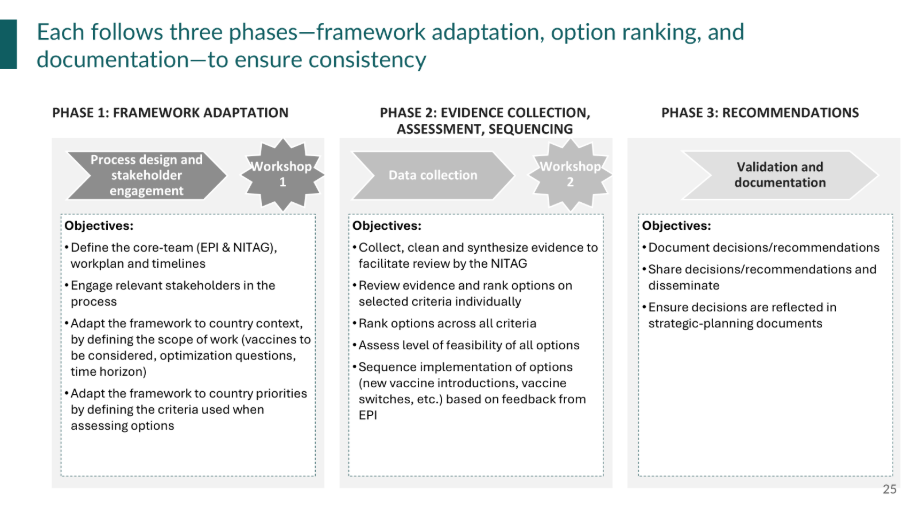 Each follows three phases—framework adaptation, option ranking, and
documentation—to ensure consistency
PHASE 1: FRAMEWORK ADAPTATION
Process design and
stakeholder
engagement
Workshop
1
Objectives:
•Define the core-team (EPI & NITAG),
workplan and timelines
•Engage relevant stakeholders in the
process
•Adapt the framework to country context,
by defining the scope of work (vaccines to
be considered, optimization questions,
time horizon)
•Adapt the framework to country priorities
by defining the criteria used when
assessing options
PHASE 2: EVIDENCE COLLECTION,
ASSESSMENT, SEQUENCING
Data collection
Workshop
2
Objectives:
•Collect, clean and synthesize evidence to
facilitate review by the NITAG
•Review evidence and rank options on
selected criteria individually
•Rank options across all criteria
•Assess level of feasibility of all options
•Sequence implementation of options
(new vaccine introductions, vaccine
switches, etc.) based on feedback from
EPI
PHASE 3: RECOMMENDATIONS
Validation and
documentation
Objectives:
•Document decisions/recommendations
•Share decisions/recommendations and
disseminate
•Ensure decisions are reflected in
strategic-planning documents
25